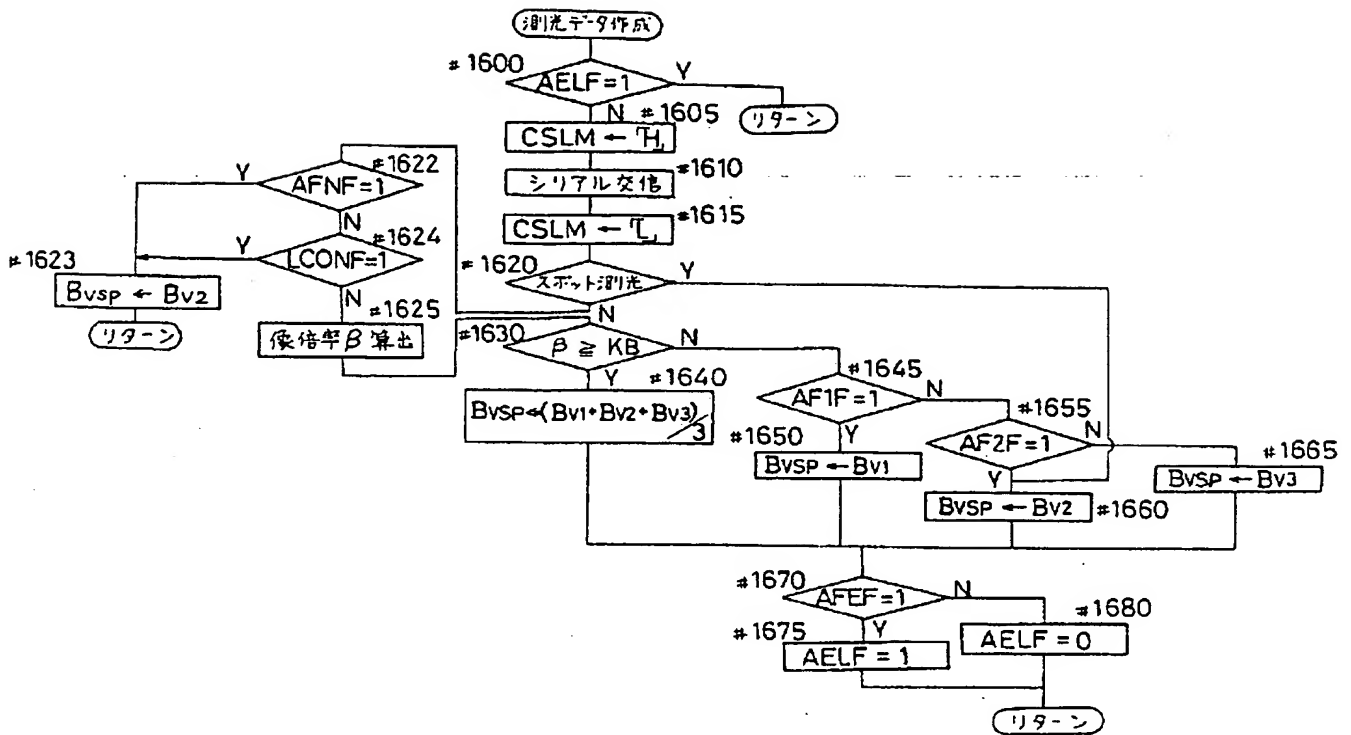 測光データ作成
#1600
AELF=1
Y
N
リターン
#1605
CSLM ← "H"
#1610
シリアル交信
#1615
CSLM ← "L"
#1620
スポット測光
Y
N
#1622
AFNF=1
Y
N
#1624
LCONF=1
Y
N
#1623
BVSP ← BV2
リターン
#1625
像倍率β算出
#1630
β ≧ KB
N
Y
#1640
BVSP←(BV1+BV2+BV3)/3
#1645
AF1F=1
N
Y
#1650
BVSP ← BV1
#1655
AF2F=1
N
Y
BVSP ← BV2
#1660
#1665
BVSP ← BV3
#1670
AFEF=1
N
Y
#1675
AELF = 1
#1680
AELF = 0
リターン